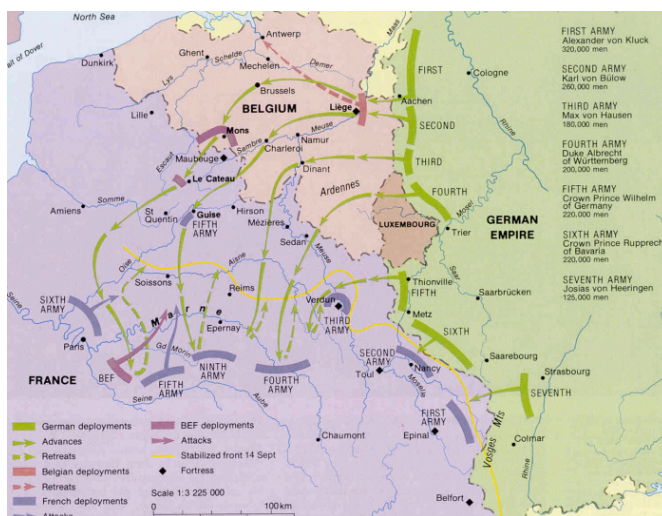 North Sea
ait of Dover
Dunkirk
Ghent
Antwerp
Schelde
Mechelen
Demer
Lys
Brussels
Maas
BELGIUM
Lille
Liège
Aachen
Cologne
Rhine
FIRST
SECOND
THIRD
FOURTH
Mons
Escaut
Maubeuge
Sambre
Charleroi
Namur
Meuse
Dinant
Le Cateau
Ardennes
Somme
Amiens
St
Quentin
Guise
FIFTH
ARMY
Hirson
Mézières
Sedan
LUXEMBOURG
Mosel
Trier
Saar
GERMAN
EMPIRE
Oise
Aisne
Meuse
Soissons
Reims
Verdun
THIRD
ARMY
Thionville
FIFTH
Metz
Saarbrücken
SIXTH
Saarebourg
SEVENTH
Strasbourg
Seine
SIXTH
ARMY
Paris
Marne
Epernay
Gd Morin
BEF
FIFTH
ARMY
NINTH
ARMY
FOURTH
ARMY
SECOND
ARMY
Nancy
Toul
Moselle
FIRST
ARMY
Epinal
FRANCE
Seine
Aube
Chaumont
Vosges Mts
Colmar
Rhine
Belfort
FIRST ARMY
Alexander von Kluck
320,000 men
SECOND ARMY
Karl von Bülow
260,000 men
THIRD ARMY
Max von Hausen
180,000 men
FOURTH ARMY
Duke Albrecht
of Württemberg
200,000 men
FIFTH ARMY
Crown Prince Wilhelm
of Germany
220,000 men
SIXTH ARMY
Crown Prince Rupprecht
of Bavaria
220,000 men
SEVENTH ARMY
Josias von Heeringen
125,000 men
German deployments
Advances
Retreats
Belgian deployments
Retreats
French deployments
Attacks
BEF deployments
Attacks
Stabilized front 14 Sept
Fortress
Scale 1:3 225 000
0
100km